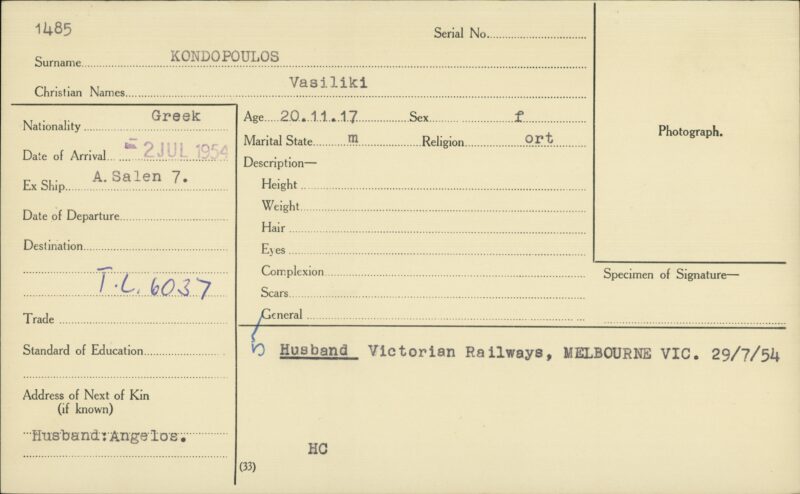 1485
Serial No.
Surname KONDOPOULOS
Christian Names Vasiliki
Nationality Greek
Date of Arrival 2 JUL 1954
Ex Ship A. Salen 7.
Date of Departure
Destination
T.L. 6037
Trade
Standard of Education
Address of Next of Kin
(if known)
Husband:Angelos.
Age 20.11.17 Sex f
Marital State m Religion ort
Description—
Height
Weight
Hair
Eyes
Complexion
Scars
General
Husband Victorian Railways, MELBOURNE VIC. 29/7/54
HC
(33)
Photograph.
Specimen of Signature—